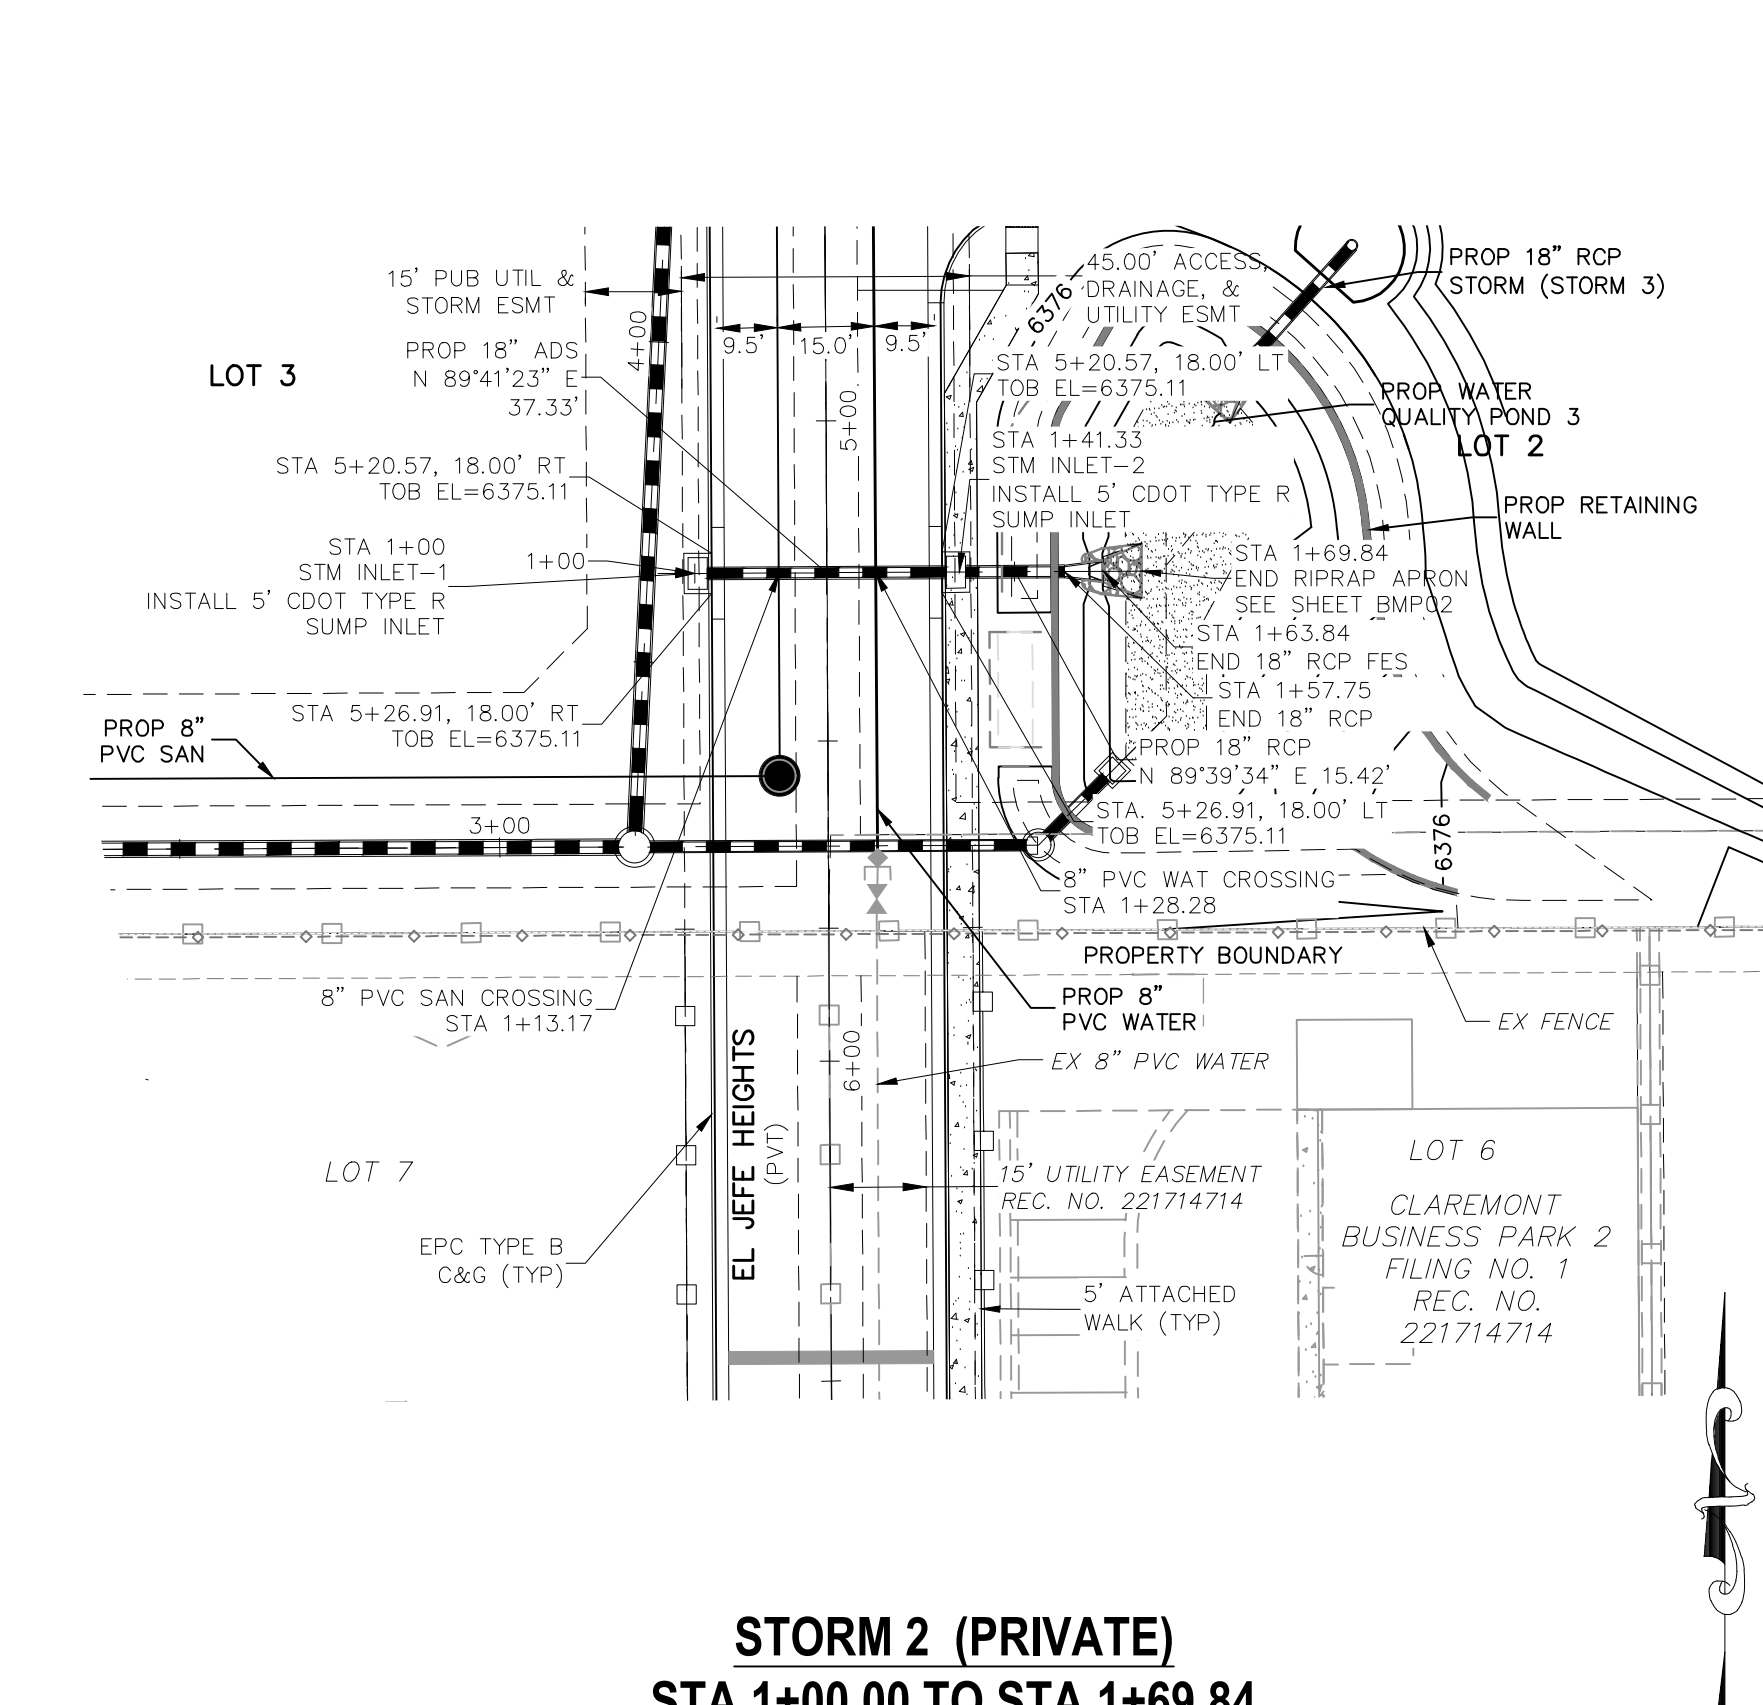 15' PUB UTIL &
STORM ESMT
4+00
PROP 18" ADS
N 89°41'23" E
37.33'
LOT 3
9.5'
15.0'
9.5'
5+00
6376
45.00' ACCESS,
DRAINAGE, &
UTILITY ESMT
PROP 18" RCP
STORM (STORM 3)
STA 5+20.57, 18.00' LT
TOB EL=6375.11
PROP WATER
QUALITY POND 3
LOT 2
STA 1+41.33
STM INLET-2
INSTALL 5' CDOT TYPE R
SUMP INLET
STA 5+20.57, 18.00' RT
TOB EL=6375.11
PROP RETAINING
WALL
STA 1+00
STM INLET-1
INSTALL 5' CDOT TYPE R
SUMP INLET
1+00
STA 1+69.84
END RIPRAP APRON
SEE SHEET BMP02
STA 1+63.84
END 18" RCP FES
STA 1+57.75
END 18" RCP
STA 5+26.91, 18.00' RT
TOB EL=6375.11
PROP 8"
PVC SAN
PROP 18" RCP
N 89°39'34" E 15.42'
STA. 5+26.91, 18.00' LT
TOB EL=6375.11
6376
3+00
8" PVC WAT CROSSING
STA 1+28.28
PROPERTY BOUNDARY
8" PVC SAN CROSSING
STA 1+13.17
PROP 8"
PVC WATER
EX FENCE
EX 8" PVC WATER
6+00
EL JEFE HEIGHTS
(PVT)
LOT 7
15' UTILITY EASEMENT
REC. NO. 221714714
LOT 6
CLAREMONT
BUSINESS PARK 2
FILING NO. 1
REC. NO.
221714714
EPC TYPE B
C&G (TYP)
5' ATTACHED
WALK (TYP)
STORM 2 (PRIVATE)
STA 1+00.00 TO STA 1+69.84